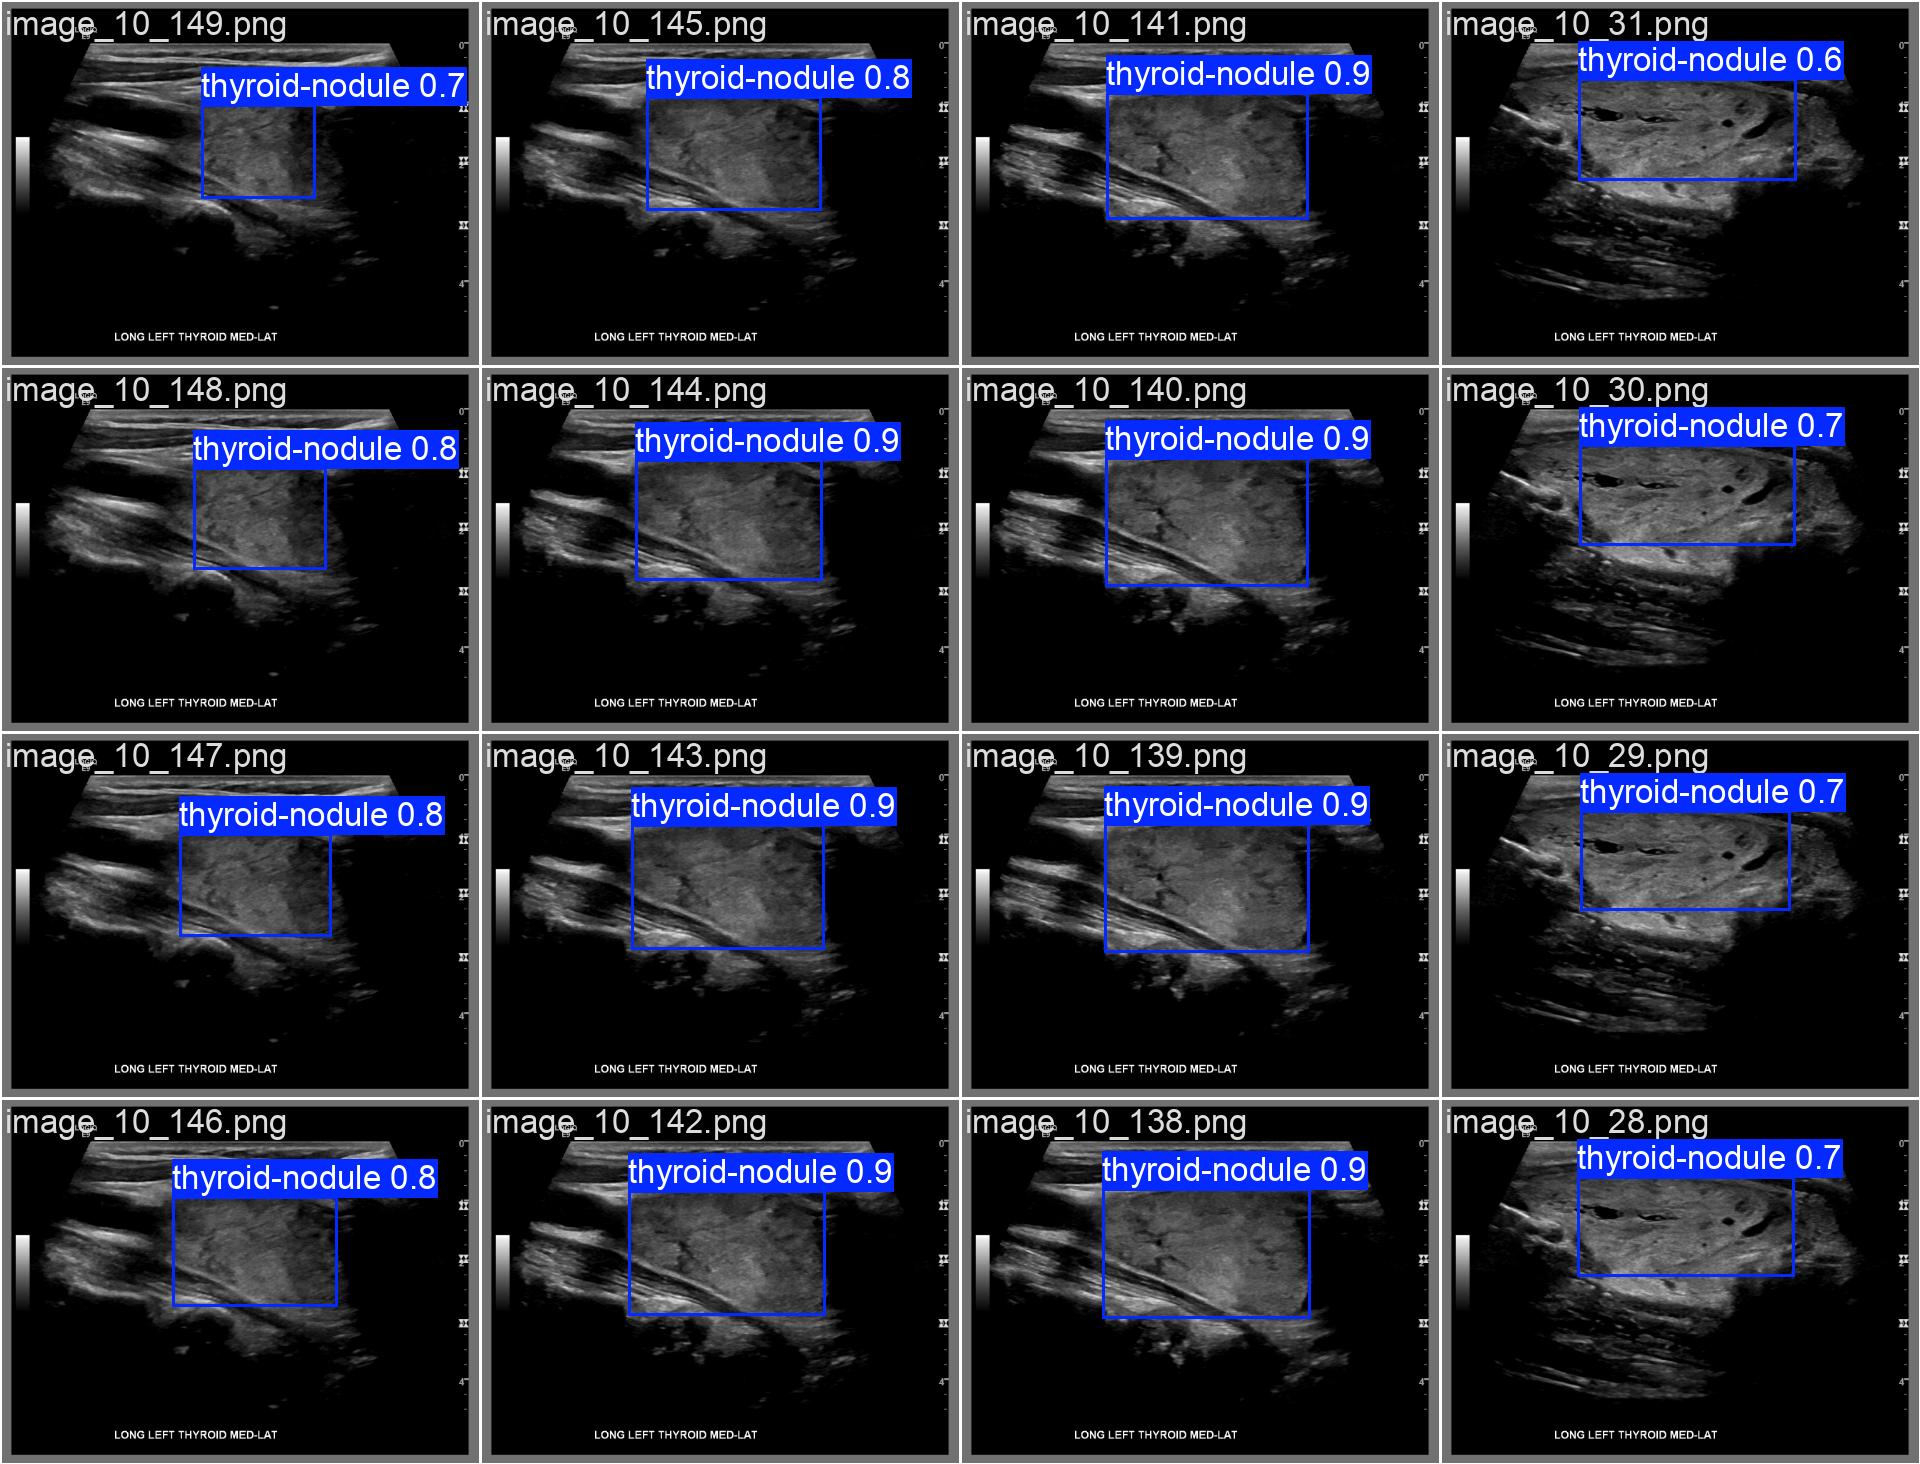 image_10_149.png
thyroid-nodule 0.7
LONG LEFT THYROID MED-LAT
image_10_145.png
thyroid-nodule 0.8
LONG LEFT THYROID MED-LAT
image_10_141.png
thyroid-nodule 0.9
LONG LEFT THYROID MED-LAT
image_10_31.png
thyroid-nodule 0.6
LONG LEFT THYROID MED-LAT
image_10_148.png
thyroid-nodule 0.8
LONG LEFT THYROID MED-LAT
image_10_144.png
thyroid-nodule 0.9
LONG LEFT THYROID MED-LAT
image_10_140.png
thyroid-nodule 0.9
LONG LEFT THYROID MED-LAT
image_10_30.png
thyroid-nodule 0.7
LONG LEFT THYROID MED-LAT
image_10_147.png
thyroid-nodule 0.8
LONG LEFT THYROID MED-LAT
image_10_143.png
thyroid-nodule 0.9
LONG LEFT THYROID MED-LAT
image_10_139.png
thyroid-nodule 0.9
LONG LEFT THYROID MED-LAT
image_10_29.png
thyroid-nodule 0.7
LONG LEFT THYROID MED-LAT
image_10_146.png
thyroid-nodule 0.8
LONG LEFT THYROID MED-LAT
image_10_142.png
thyroid-nodule 0.9
LONG LEFT THYROID MED-LAT
image_10_138.png
thyroid-nodule 0.9
LONG LEFT THYROID MED-LAT
image_10_28.png
thyroid-nodule 0.7
LONG LEFT THYROID MED-LAT